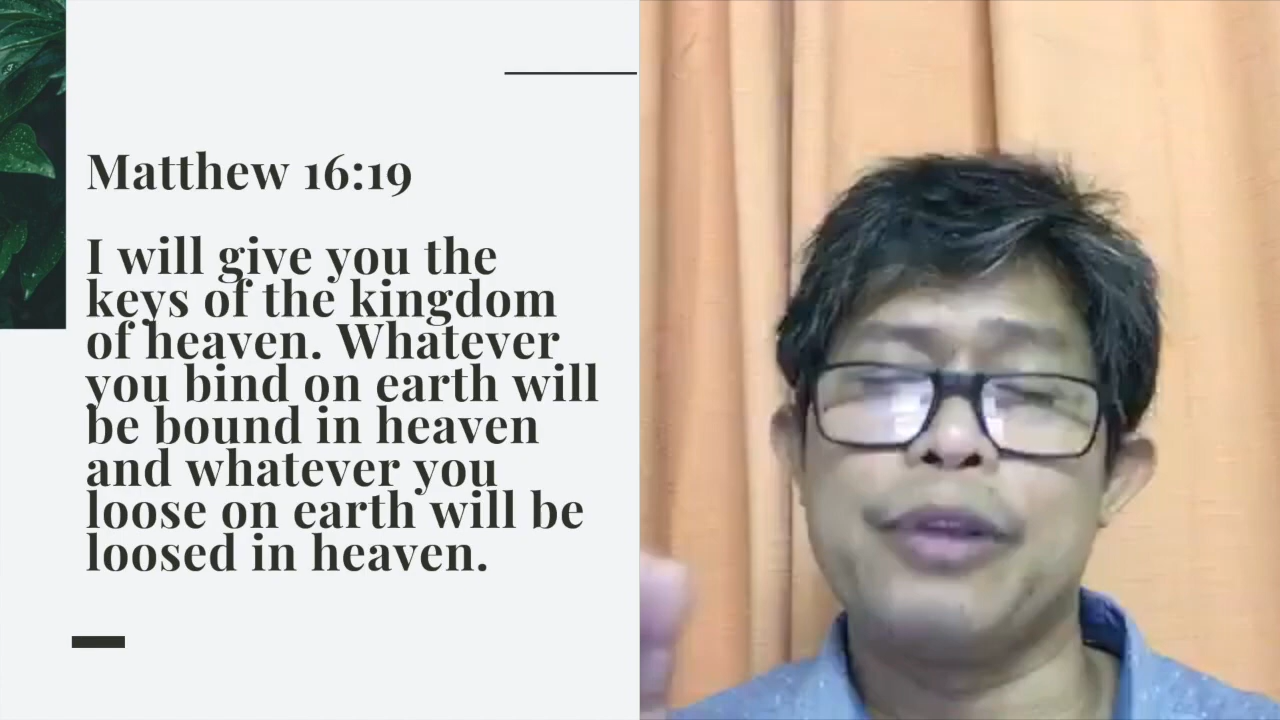 Matthew 16:19
I will give you the
keys of the kingdom
of heaven. Whatever
you bind on earth will
be bound in heaven
and whatever you
loose on earth will be
loosed in heaven.